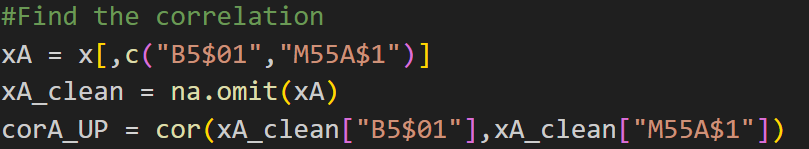 #Find the correlation
xA = x[,c("B5$01","M55A$1")]
xA_clean = na.omit(xA)
corA_UP = cor(xA_clean["B5$01"],xA_clean["M55A$1"])